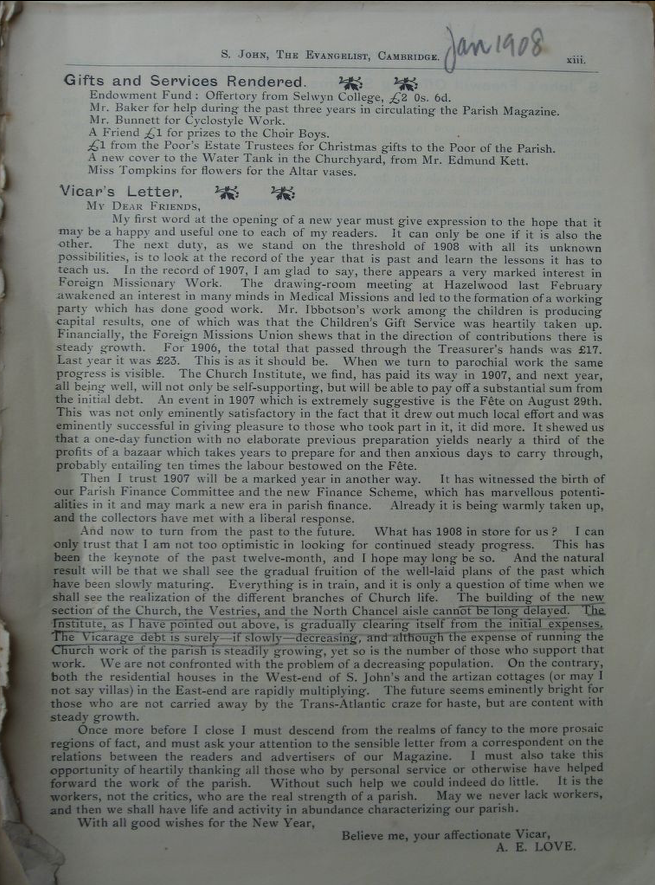 S. John, The Evangelist, Cambridge.
Jan 1908
xiii.
Gifts and Services Rendered.
Endowment Fund : Offertory from Selwyn College, £2 0s. 6d.
Mr. Baker for help during the past three years in circulating the Parish Magazine.
Mr. Bunnett for Cyclostyle Work.
A Friend £1 for prizes to the Choir Boys.
£1 from the Poor's Estate Trustees for Christmas gifts to the Poor of the Parish.
A new cover to the Water Tank in the Churchyard, from Mr. Edmund Kett.
Miss Tompkins for flowers for the Altar vases.
Vicar's Letter.
My Dear Friends,
My first word at the opening of a new year must give expression to the hope that it
may be a happy and useful one to each of my readers. It can only be one if it is also the
other. The next duty, as we stand on the threshold of 1908 with all its unknown
possibilities, is to look at the record of the year that is past and learn the lessons it has to
teach us. In the record of 1907, I am glad to say, there appears a very marked interest in
Foreign Missionary Work. The drawing-room meeting at Hazelwood last February
awakened an interest in many minds in Medical Missions and led to the formation of a working
party which has done good work. Mr. Ibbotson's work among the children is producing
capital results, one of which was that the Children's Gift Service was heartily taken up.
Financially, the Foreign Missions Union shews that in the direction of contributions there is
steady growth. For 1906, the total that passed through the Treasurer's hands was £17.
Last year it was £23. This is as it should be. When we turn to parochial work the same
progress is visible. The Church Institute, we find, has paid its way in 1907, and next year,
all being well, will not only be self-supporting, but will be able to pay off a substantial sum from
the initial debt. An event in 1907 which is extremely suggestive is the Fête on August 29th.
This was not only eminently satisfactory in the fact that it drew out much local effort and was
eminently successful in giving pleasure to those who took part in it, it did more. It shewed us
that a one-day function with no elaborate previous preparation yields nearly a third of the
profits of a bazaar which takes years to prepare for and then anxious days to carry through,
probably entailing ten times the labour bestowed on the Fête.
Then I trust 1907 will be a marked year in another way. It has witnessed the birth of
our Parish Finance Committee and the new Finance Scheme, which has marvellous potenti-
alities in it and may mark a new era in parish finance. Already it is being warmly taken up,
and the collectors have met with a liberal response.
And now to turn from the past to the future. What has 1908 in store for us ? I can
only trust that I am not too optimistic in looking for continued steady progress. This has
been the keynote of the past twelve-month, and I hope may long be so. And the natural
result will be that we shall see the gradual fruition of the well-laid plans of the past which
have been slowly maturing. Everything is in train, and it is only a question of time when we
shall see the realization of the different branches of Church life. The building of the new
section of the Church, the Vestries, and the North Chancel aisle cannot be long delayed. The
Institute, as I have pointed out above, is gradually clearing itself from the initial expenses.
The Vicarage debt is surely—if slowly—decreasing, and although the expense of running the
Church work of the parish is steadily growing, yet so is the number of those who support that
work. We are not confronted with the problem of a decreasing population. On the contrary,
both the residential houses in the West-end of S. John's and the artizan cottages (or may I
not say villas) in the East-end are rapidly multiplying. The future seems eminently bright for
those who are not carried away by the Trans-Atlantic craze for haste, but are content with
steady growth.
Once more before I close I must descend from the realms of fancy to the more prosaic
regions of fact, and must ask your attention to the sensible letter from a correspondent on the
relations between the readers and advertisers of our Magazine. I must also take this
opportunity of heartily thanking all those who by personal service or otherwise have helped
forward the work of the parish. Without such help we could indeed do little. It is the
workers, not the critics, who are the real strength of a parish. May we never lack workers,
and then we shall have life and activity in abundance characterizing our parish.
With all good wishes for the New Year,
Believe me, your affectionate Vicar,
A. E. LOVE.